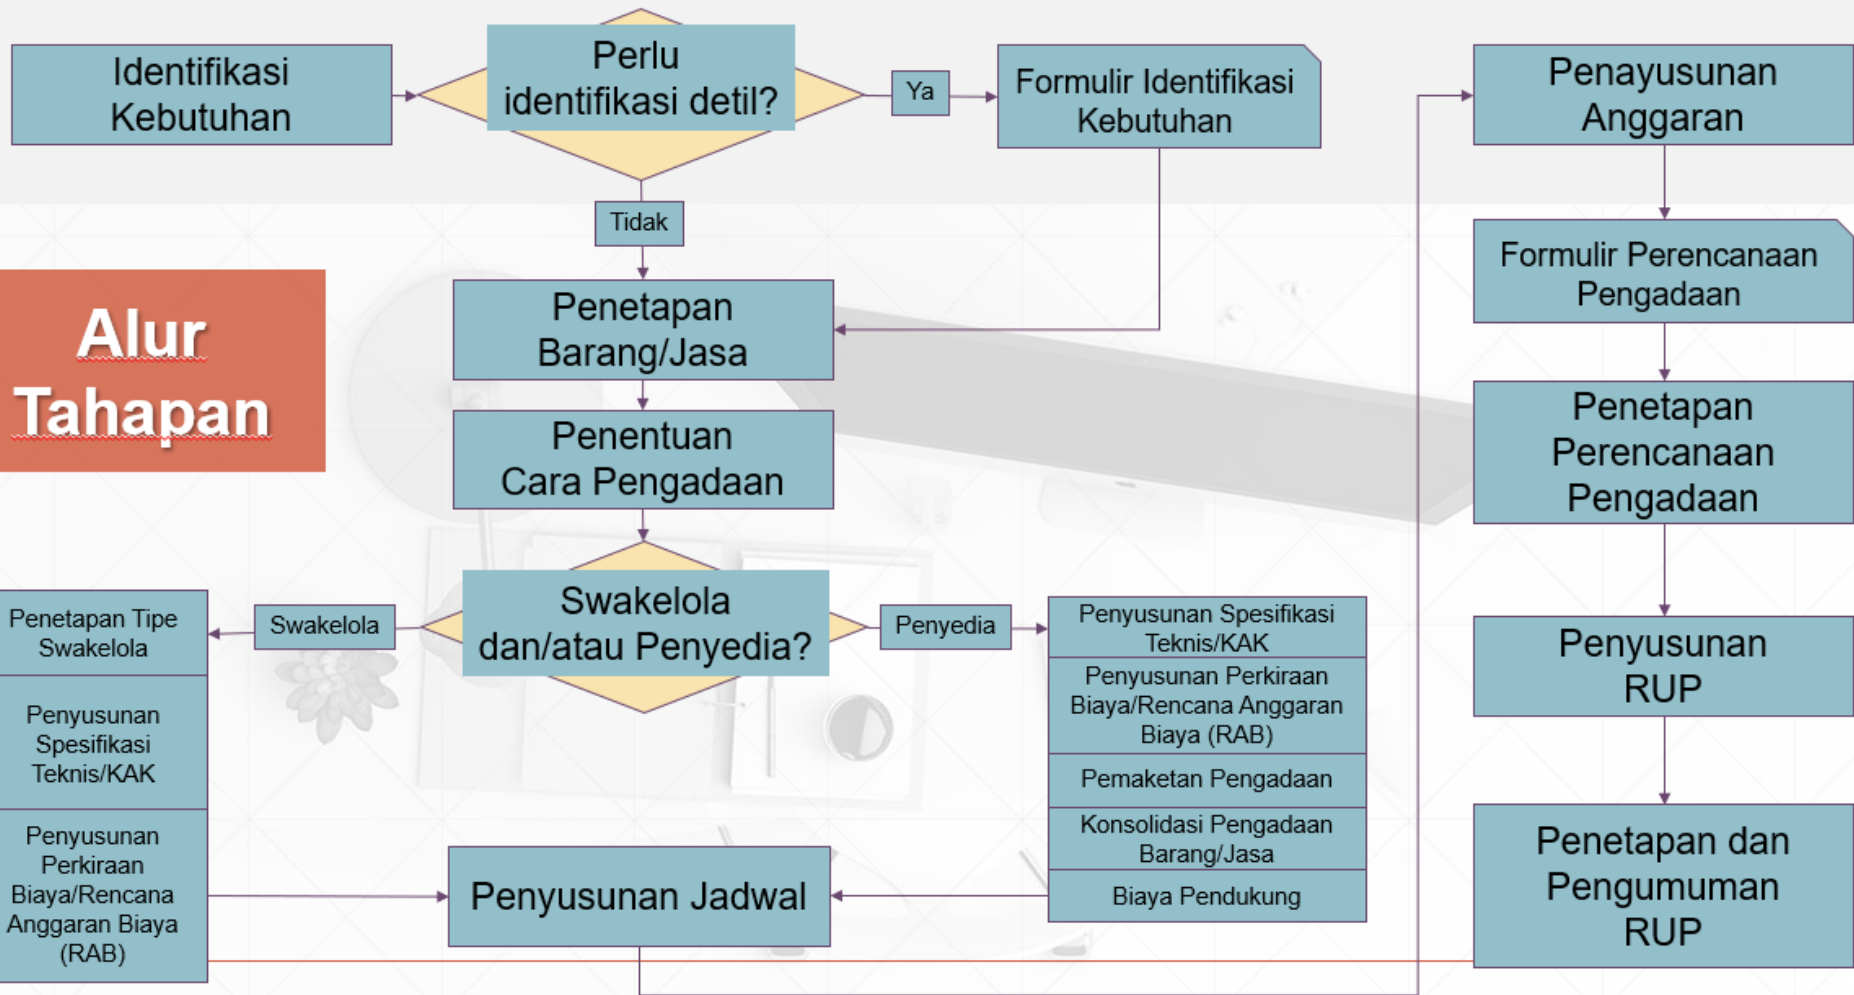 Identifikasi
Kebutuhan
Perlu
identifikasi detil?
Ya
Formulir Identifikasi
Kebutuhan
Tidak
Alur
Tahapan
Penetapan
Barang/Jasa
Penentuan
Cara Pengadaan
Swakelola
dan/atau Penyedia?
Swakelola
Penetapan Tipe
Swakelola
Penyusunan
Spesifikasi
Teknis/KAK
Penyusunan
Perkiraan
Biaya/Rencana
Anggaran Biaya
(RAB)
Penyedia
Penyusunan Spesifikasi
Teknis/KAK
Penyusunan Perkiraan
Biaya/Rencana Anggaran
Biaya (RAB)
Pemaketan Pengadaan
Konsolidasi Pengadaan
Barang/Jasa
Biaya Pendukung
Penyusunan Jadwal
Penayusunan
Anggaran
Formulir Perencanaan
Pengadaan
Penetapan
Perencanaan
Pengadaan
Penyusunan
RUP
Penetapan dan
Pengumuman
RUP